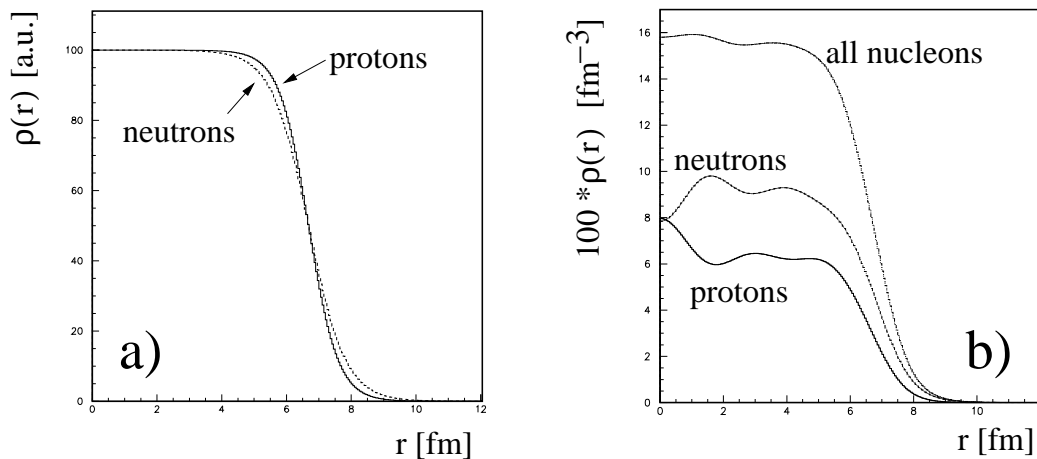 ρ(r) [a.u.]
100
80
60
40
20
0
protons
neutrons
a)
0 2 4 6 8 10 12
r [fm]
100 * ρ(r) [fm−3]
16
14
12
10
8
6
4
2
0
all nucleons
neutrons
protons
b)
0 2 4 6 8 10
r [fm]